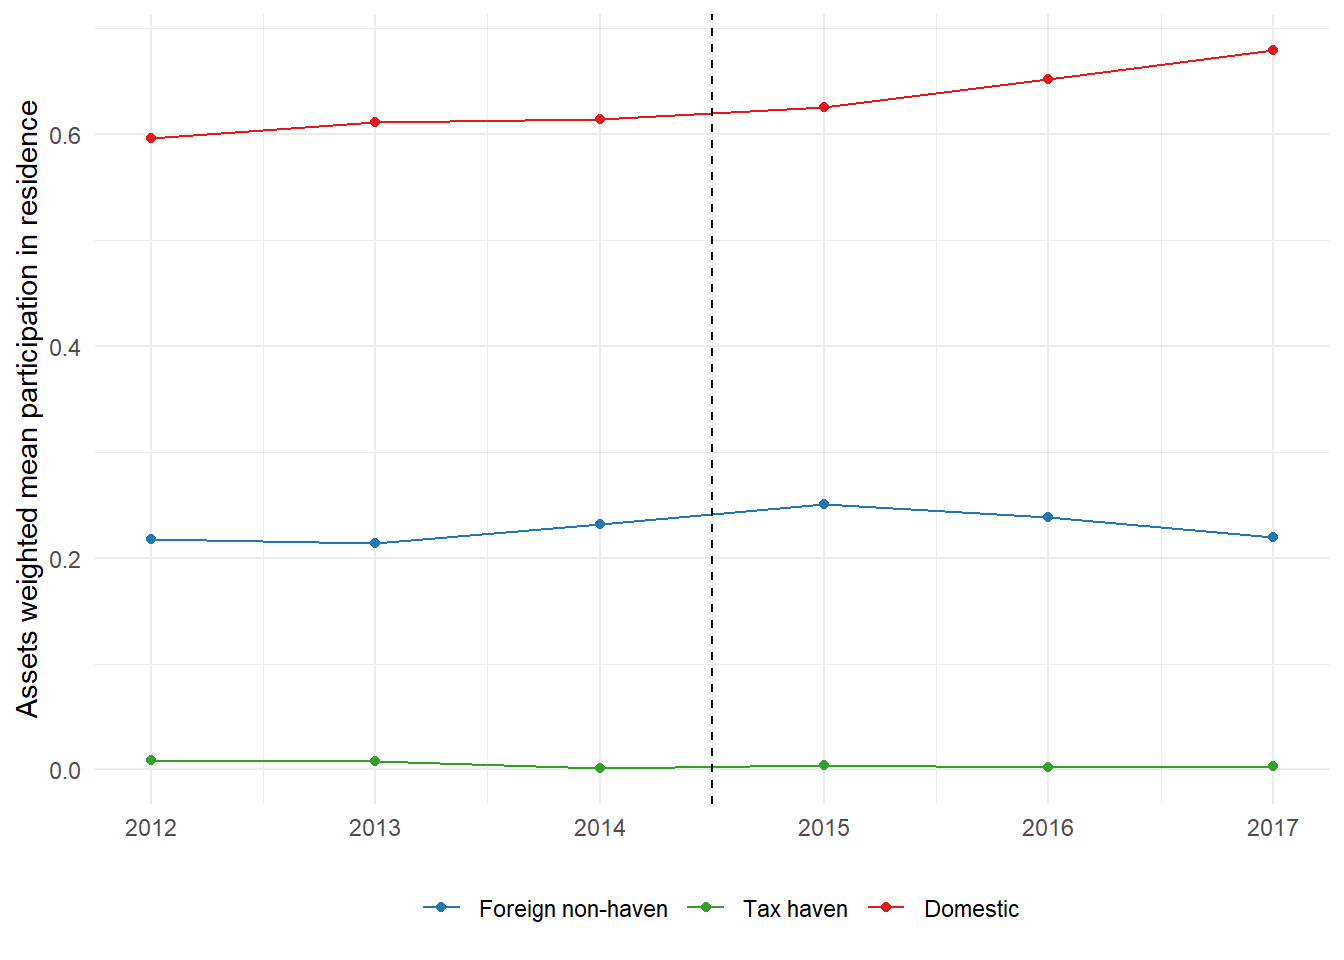 Assets weighted mean participation in residence
0.6
0.4
0.2
0.0
2012 2013 2014 2015 2016 2017
Foreign non-haven Tax haven Domestic